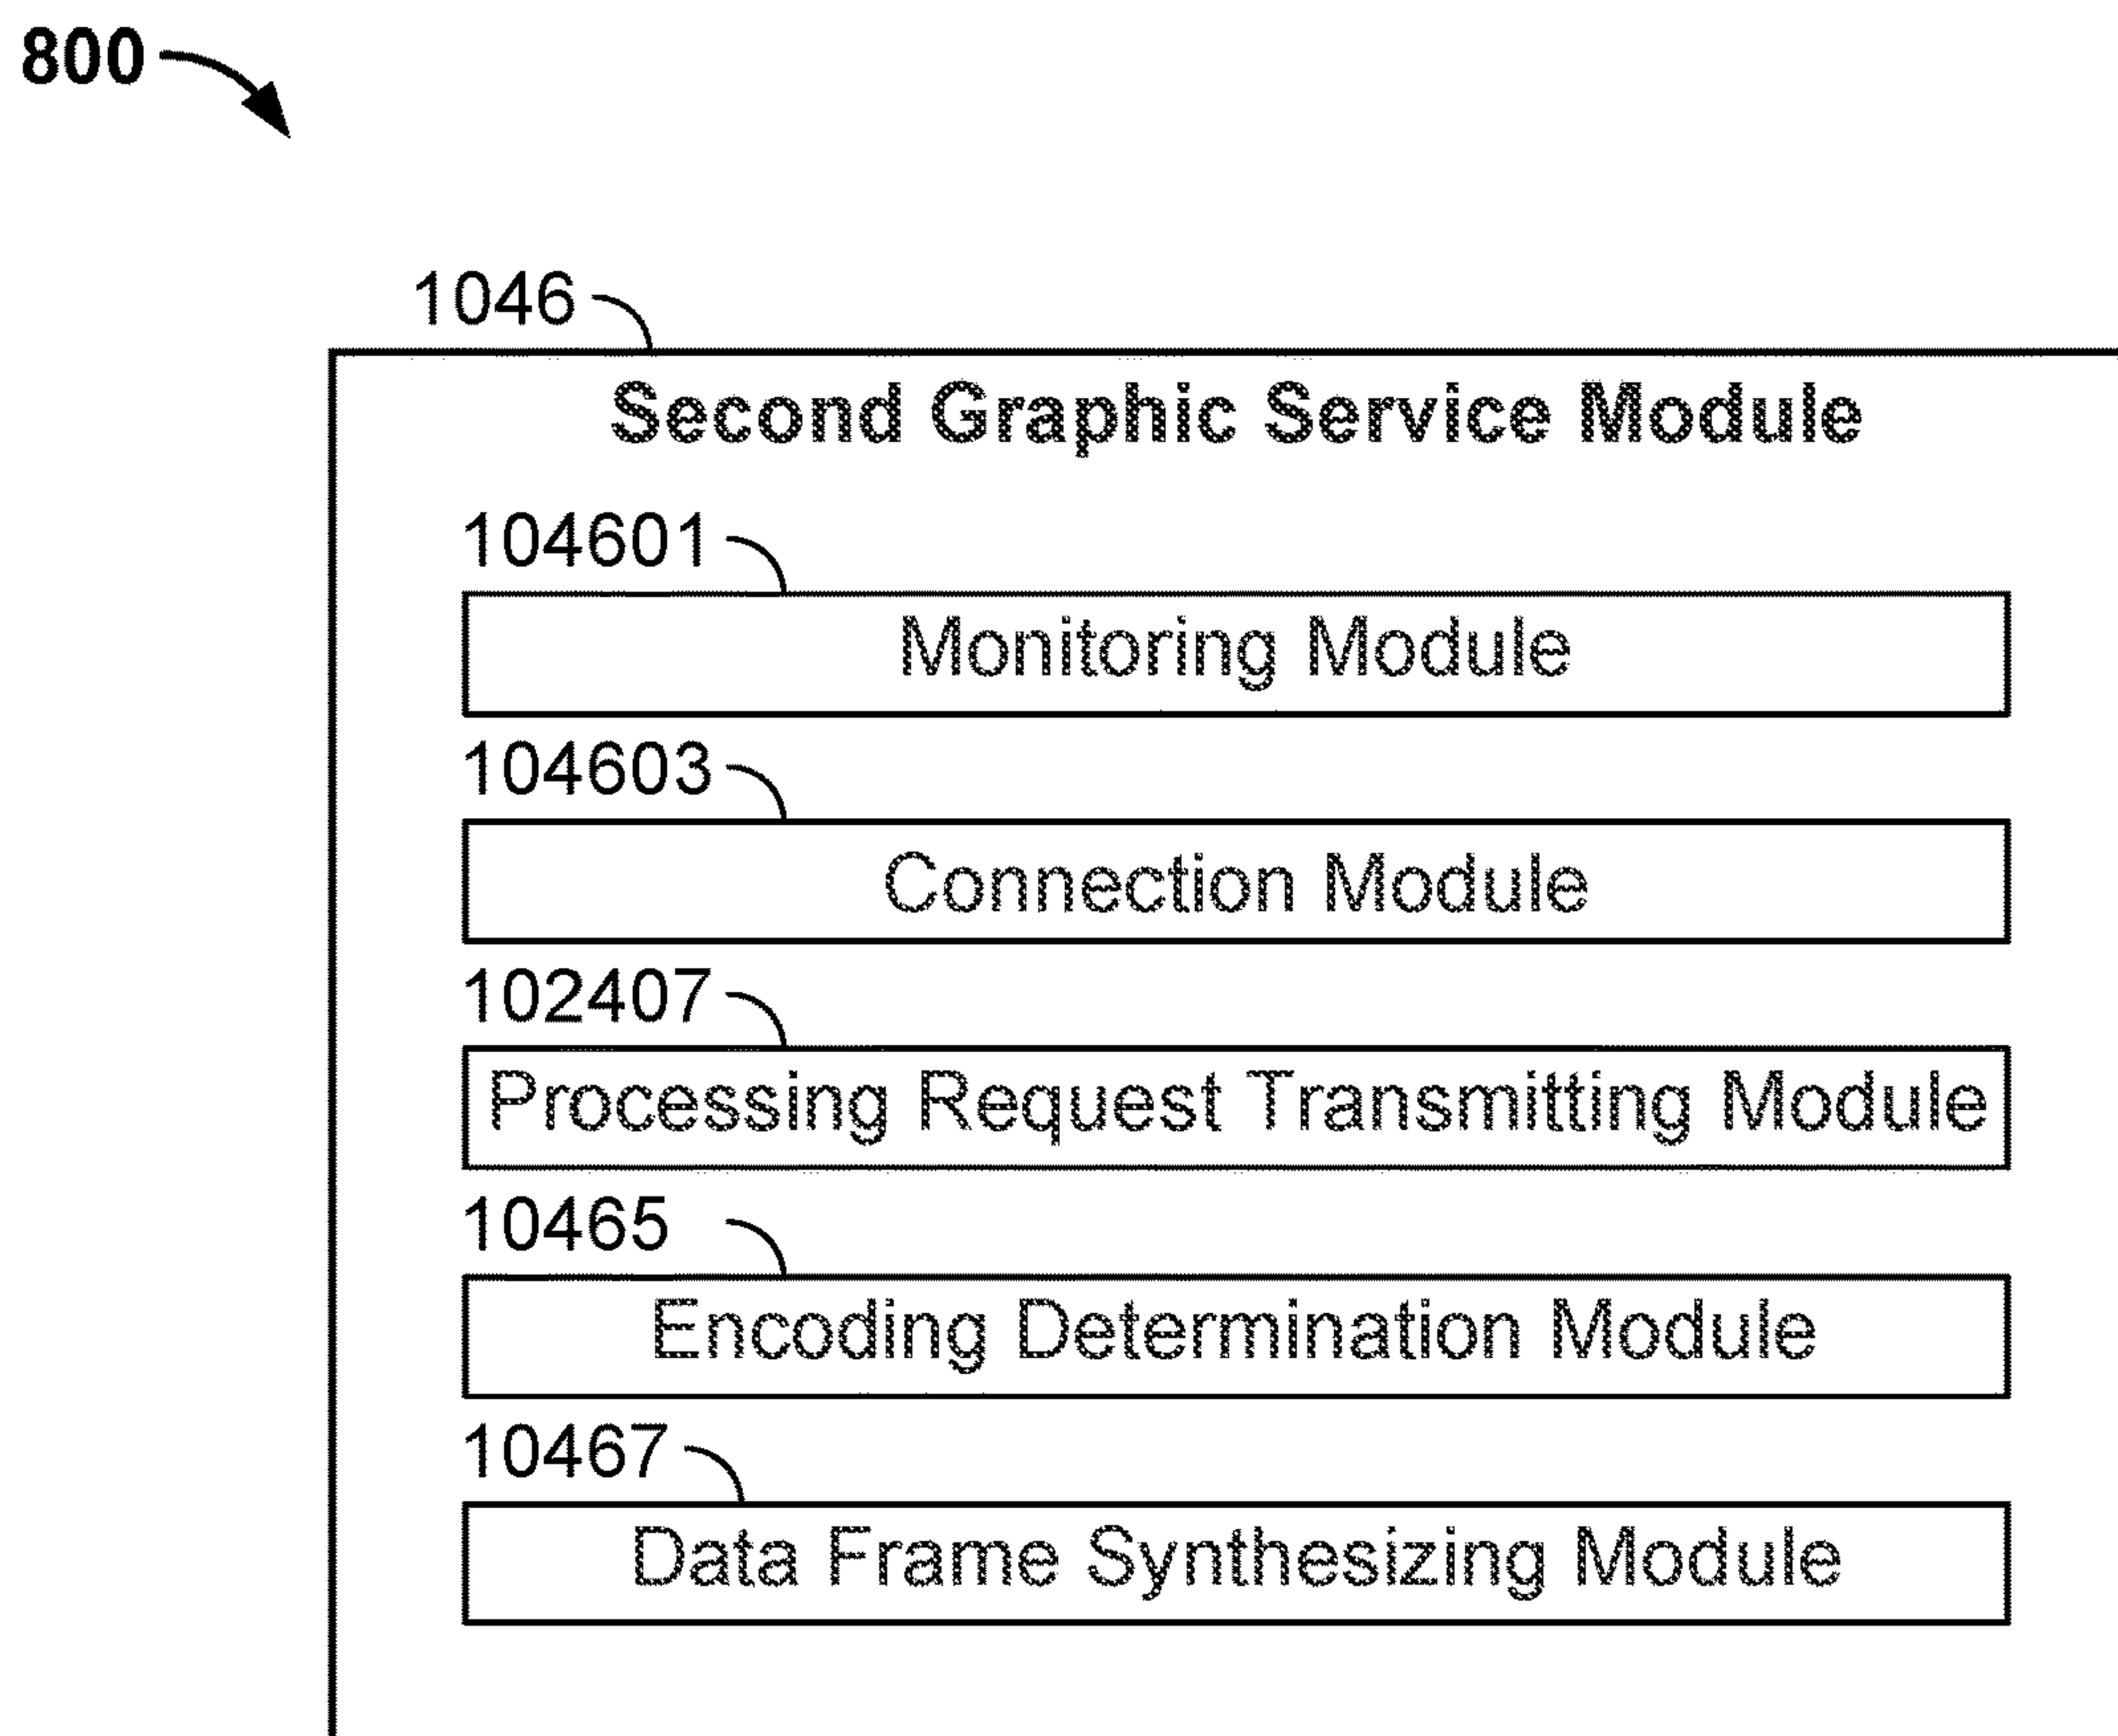 800
1046
Second Graphic Service Module
104601
Monitoring Module
104603
Connection Module
102407
Processing Request Transmitting Module
10465
Encoding Determination Module
10467
Data Frame Synthesizing Module